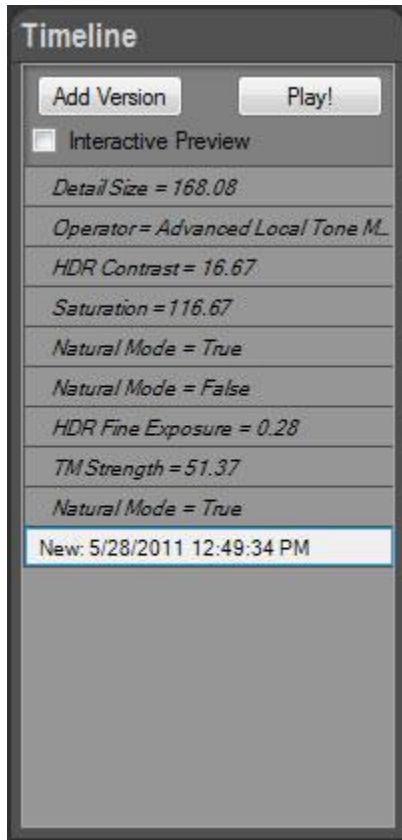 Timeline
Add Version
Play!
Interactive Preview
Detail Size = 168.08
Operator = Advanced Local Tone M...
HDR Contrast = 16.67
Saturation = 116.67
Natural Mode = True
Natural Mode = False
HDR Fine Exposure = 0.28
TM Strength = 51.37
Natural Mode = True
New: 5/28/2011 12:49:34 PM